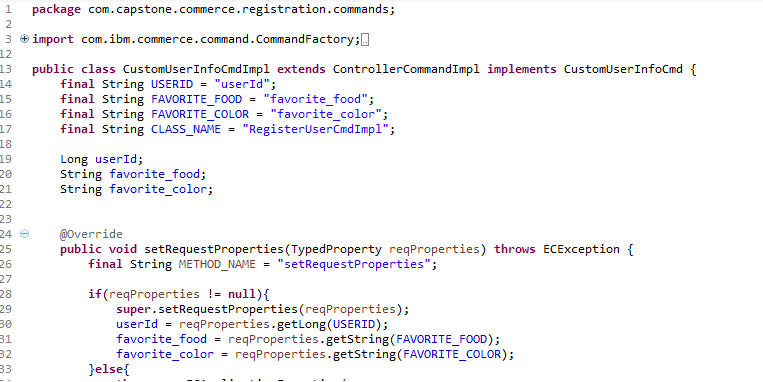 1 package com.capstone.commerce.registration.commands;
2
3 import com.ibm.commerce.command.CommandFactory;
12
13 public class CustomUserInfoCmdImpl extends ControllerCommandImpl implements CustomUserInfoCmd {
14 final String USERID = "userId";
15 final String FAVORITE_FOOD = "favorite_food";
16 final String FAVORITE_COLOR = "favorite_color";
17 final String CLASS_NAME = "RegisterUserCmdImpl";
18
19 Long userId;
20 String favorite_food;
21 String favorite_color;
22
23
24 @Override
25 public void setRequestProperties(TypedProperty reqProperties) throws ECException {
26 final String METHOD_NAME = "setRequestProperties";
27
28 if(reqProperties != null){
29 super.setRequestProperties(reqProperties);
30 userId = reqProperties.getLong(USERID);
31 favorite_food = reqProperties.getString(FAVORITE_FOOD);
32 favorite_color = reqProperties.getString(FAVORITE_COLOR);
33 }else{